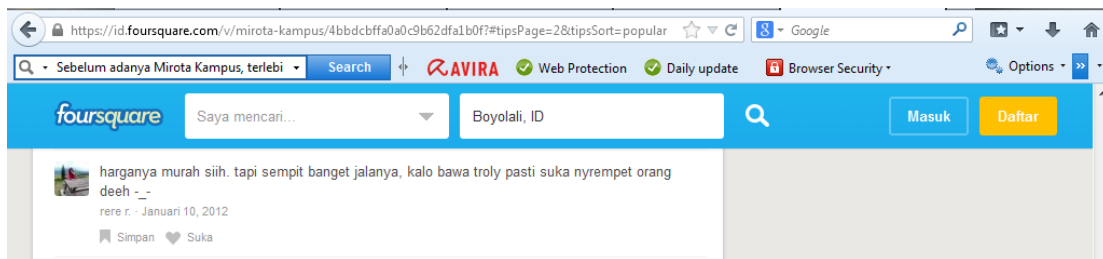 https://id.foursquare.com/v/mirota-kampus/4bbdcbffa0a0c9b62dfa1b0f?#tipsPage=2&tipsSort=popular 8 Google
Sebelum adanya Mirota Kampus, terlebi Search AVIRA Web Protection Daily update Browser Security Options »
foursquare Saya mencari... Boyolali, ID Masuk Daftar
harganya murah siih. tapi sempit banget jalanya, kalo bawa troly pasti suka nyrempet orang
deeh -_-
rere r. · Januari 10, 2012
Simpan Suka